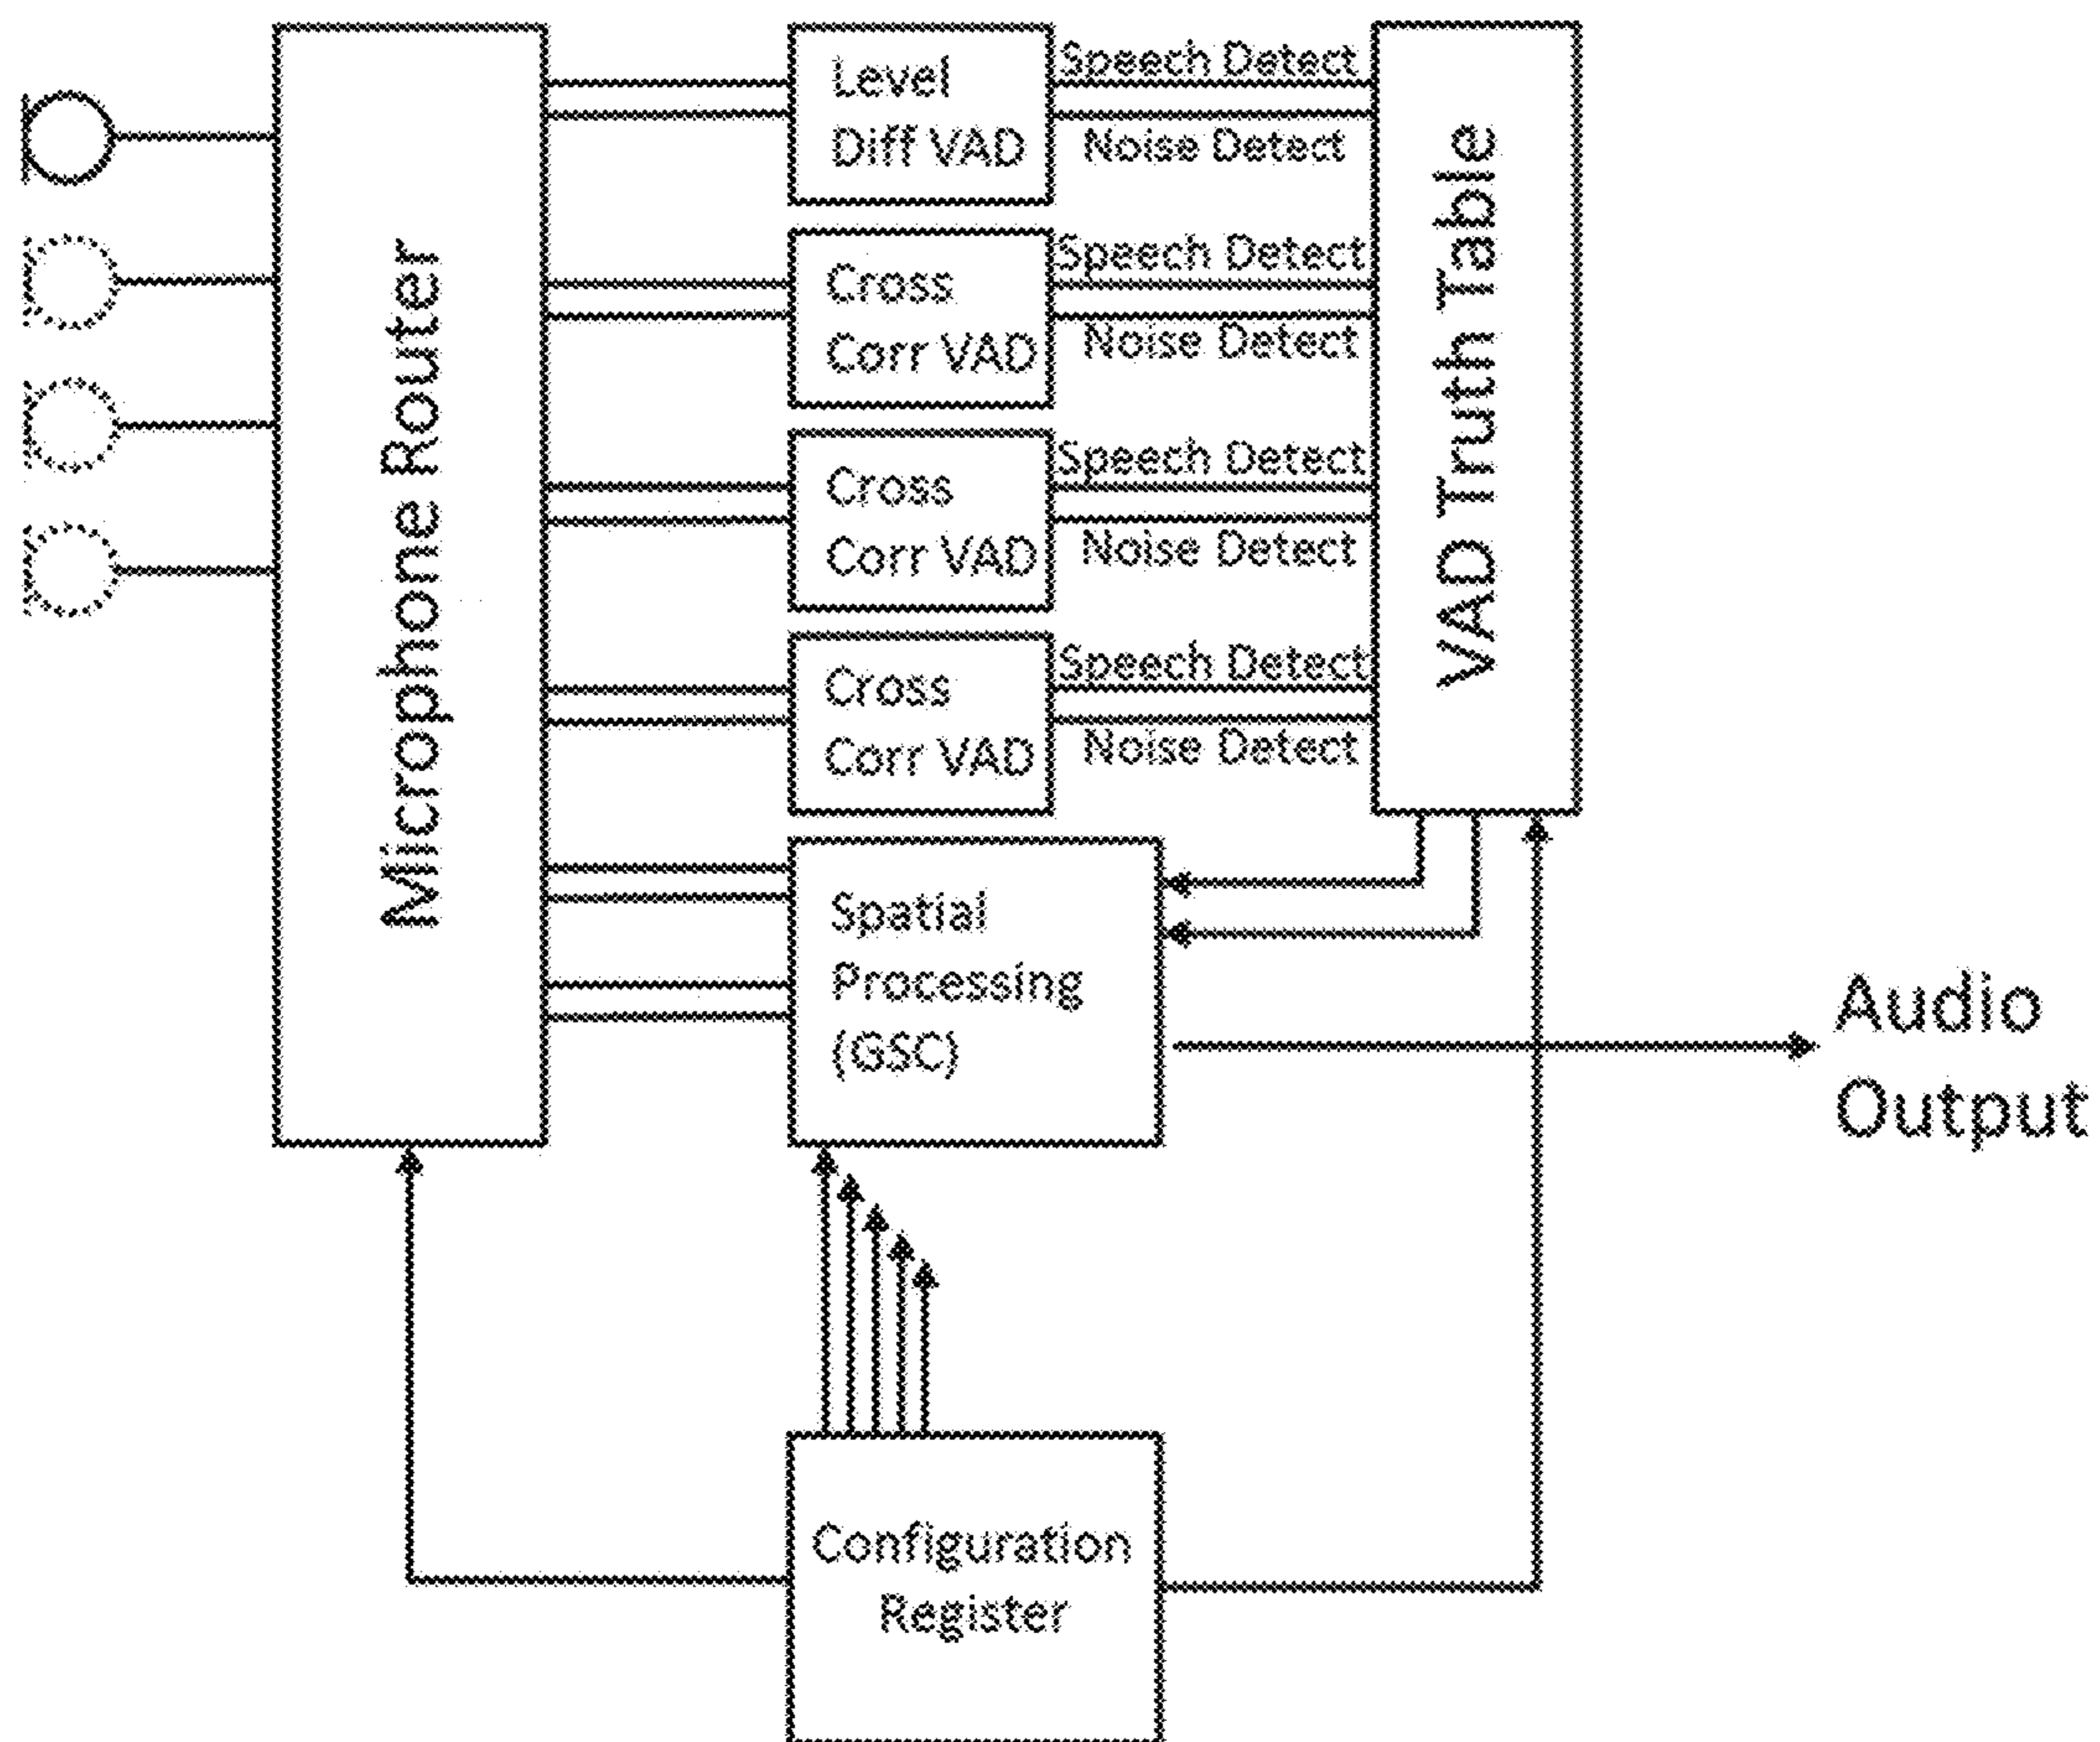 Microphone Router
Level
Diff VAD
Speech Detect
Noise Detect
Cross
Corr VAD
Speech Detect
Noise Detect
Cross
Corr VAD
Speech Detect
Noise Detect
Cross
Corr VAD
Speech Detect
Noise Detect
VAD Truth Table
Spatial
Processing
(GSC)
Audio
Output
Configuration
Register